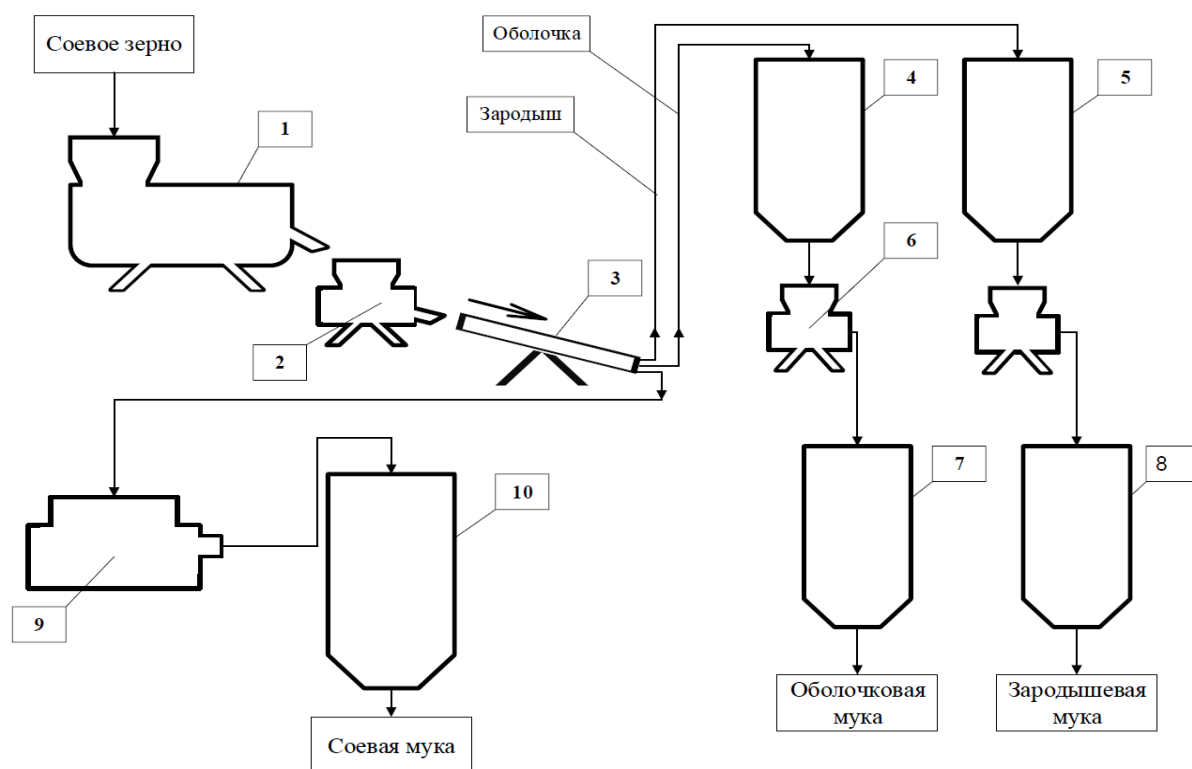 Соевое зерно
Оболочка
Зародыш
1
2
3
4
5
6
7
8
9
10
Оболочковая
мука
Зародышевая
мука
Соевая мука